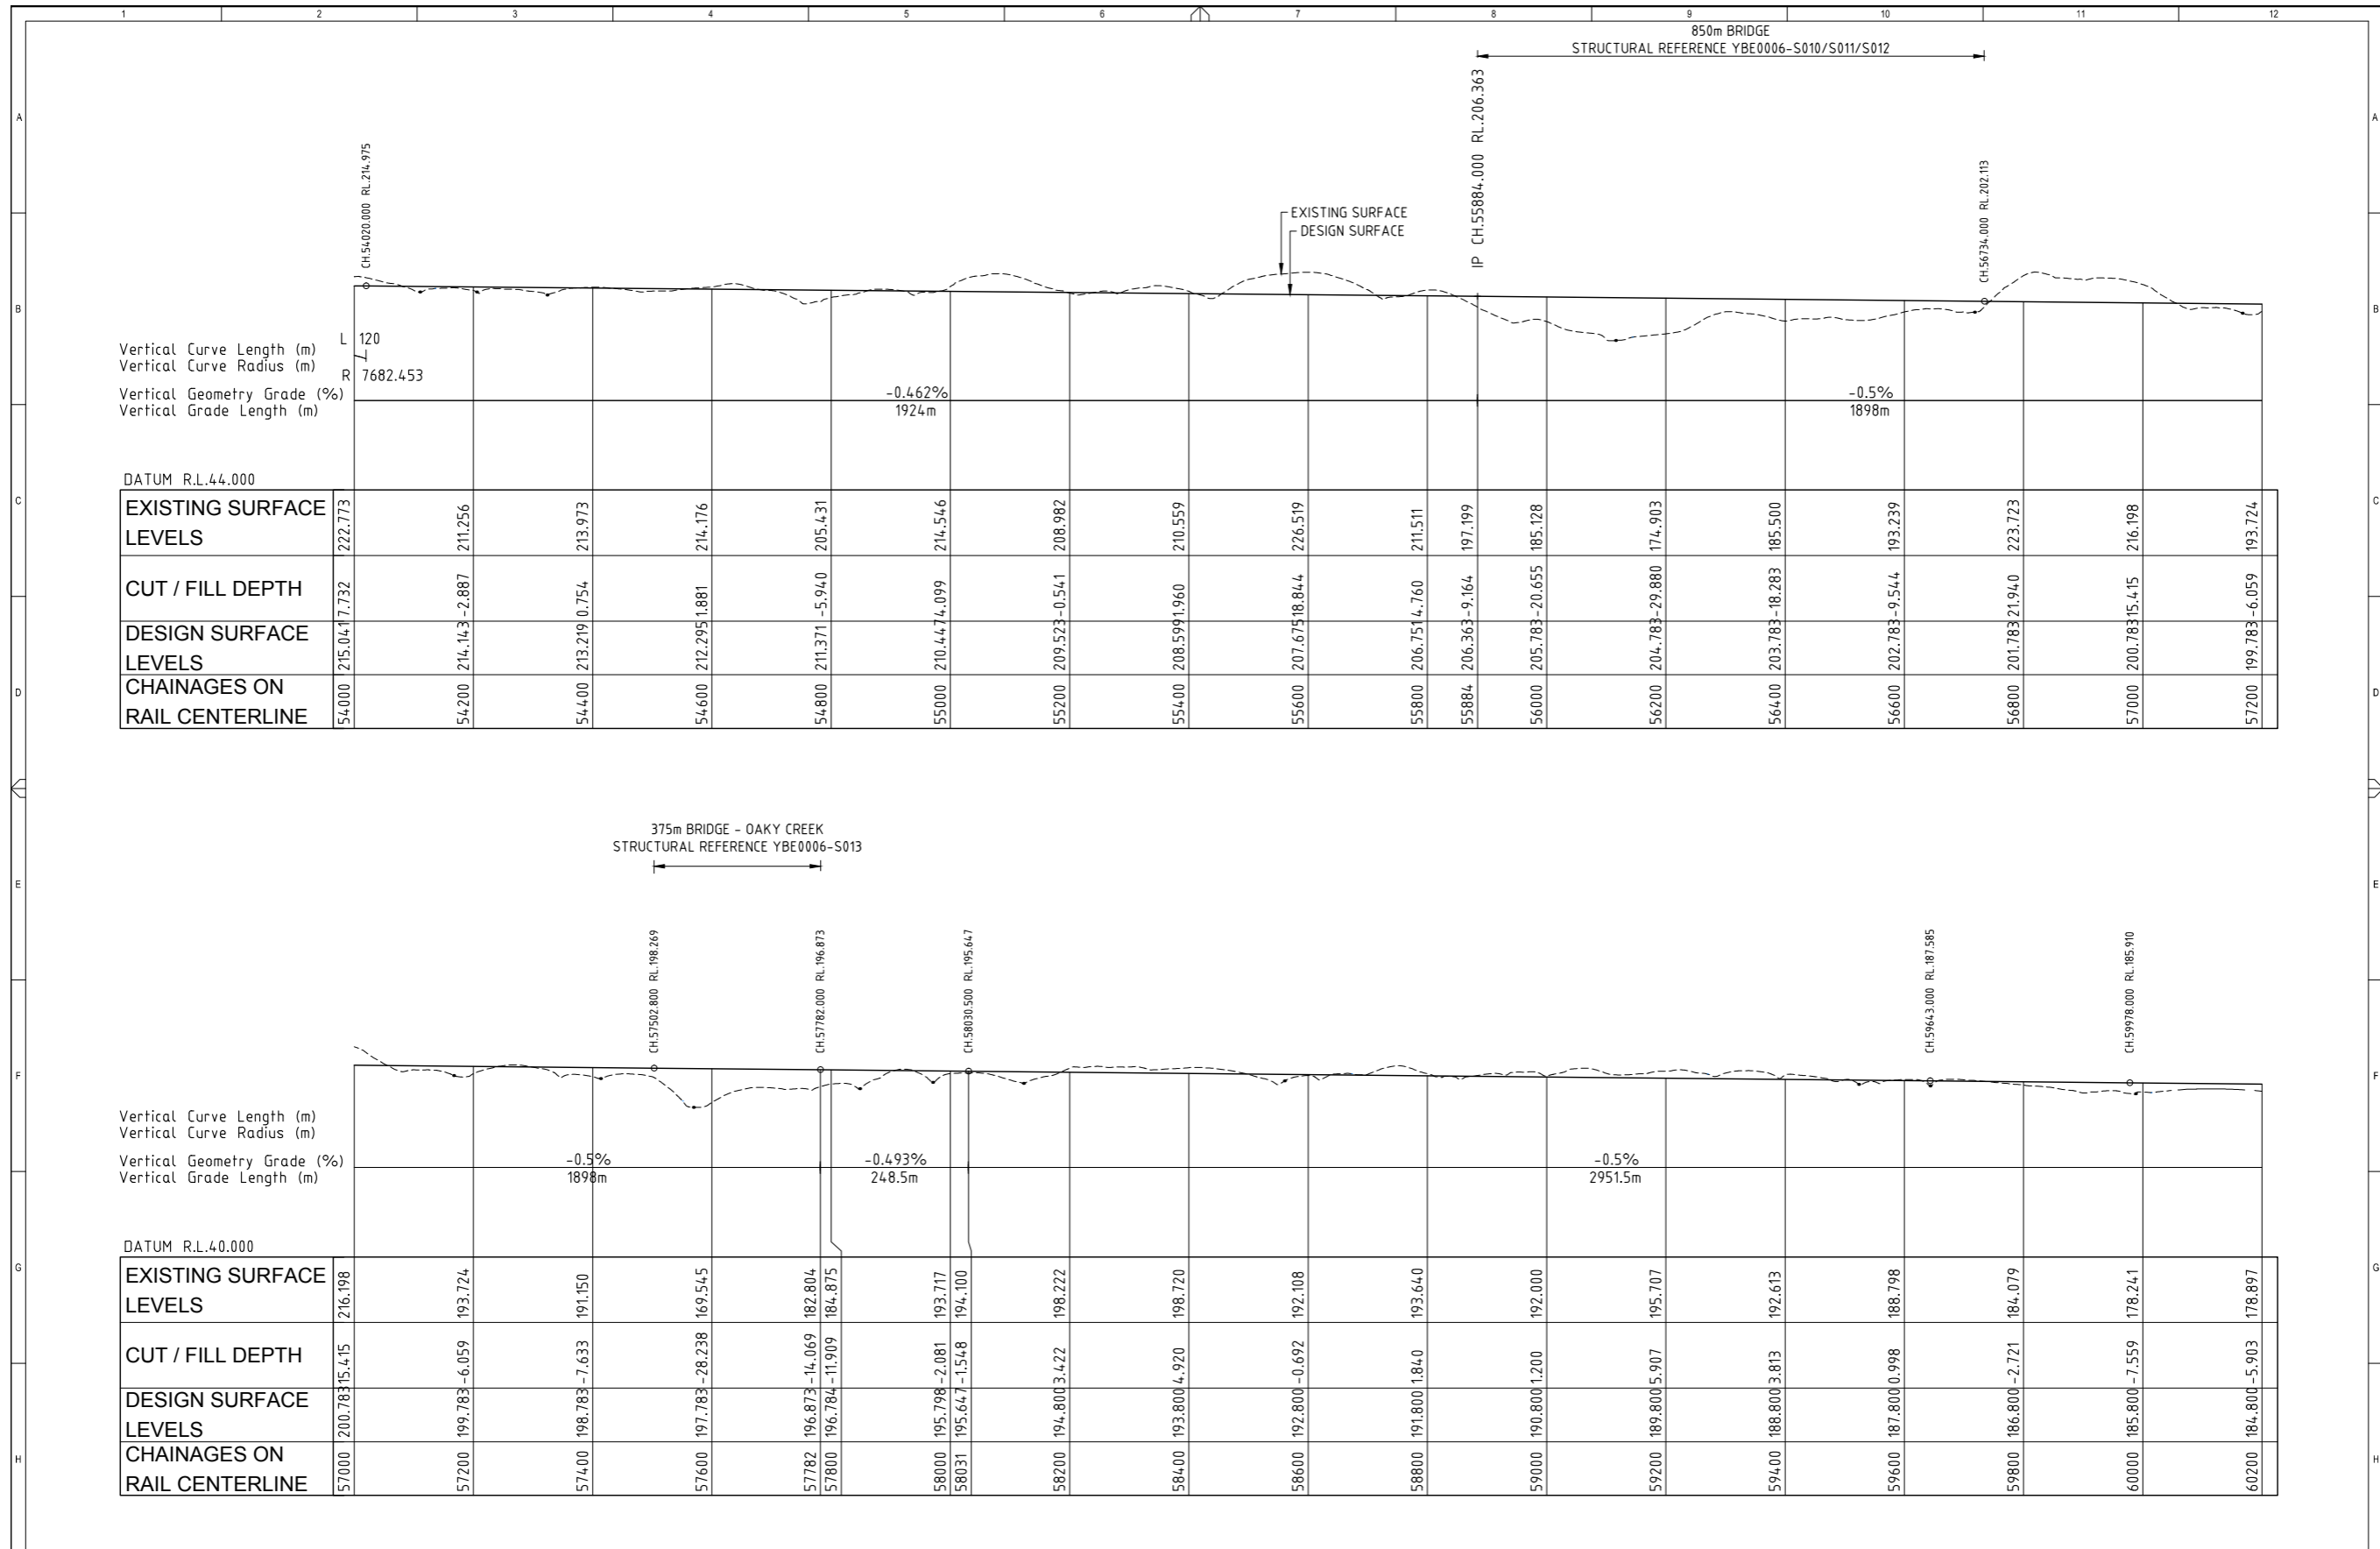 1 2 3 4 5 6 7 8 9 10 11 12
850m BRIDGE
STRUCTURAL REFERENCE YBE0006-S010/S011/S012
A A
CH.54020.000 RL.214.975
IP CH.55884.000 RL.206.363
CH.56734.000 RL.202.113
EXISTING SURFACE
DESIGN SURFACE
B B
L 120
Vertical Curve Length (m)
Vertical Curve Radius (m)
R 7682.453
Vertical Geometry Grade (%) -0.462% -0.5%
Vertical Grade Length (m) 1924m 1898m
DATUM R.L.44.000
C C
EXISTING SURFACE
LEVELS
222.773 211.256 213.973 214.176 205.431 214.546 208.982 210.559 226.519 211.511 197.199 185.128 174.903 185.500 193.239 223.723 216.198 193.724
CUT / FILL DEPTH
7.732 -2.887 0.754 1.881 -5.940 4.099 -0.541 1.960 18.844 4.760 -9.164 -20.655 -29.880 -18.283 -9.544 21.940 15.415 -6.059
DESIGN SURFACE
LEVELS
215.041 214.143 213.219 212.295 211.371 210.447 209.523 208.599 207.675 206.751 206.363 205.783 204.783 203.783 202.783 201.783 200.783 199.783
D D
CHAINAGES ON
RAIL CENTERLINE
54000 54200 54400 54600 54800 55000 55200 55400 55600 55800 55884 56000 56200 56400 56600 56800 57000 57200
375m BRIDGE - OAKY CREEK
STRUCTURAL REFERENCE YBE0006-S013
E E
CH.57502.800 RL.198.269
CH.57782.000 RL.196.873
CH.58030.500 RL.195.647
CH.59643.000 RL.187.585
CH.59978.000 RL.185.910
F F
Vertical Curve Length (m)
Vertical Curve Radius (m)
Vertical Geometry Grade (%) -0.5% -0.493% -0.5%
Vertical Grade Length (m) 1898m 248.5m 2951.5m
DATUM R.L.40.000
G G
EXISTING SURFACE
LEVELS
216.198 193.724 191.150 169.545 182.804 184.875 193.717 194.100 198.222 198.720 192.108 193.640 192.000 195.707 192.613 188.798 184.079 178.241 178.897
CUT / FILL DEPTH
15.415 -6.059 -7.633 -28.238 -14.069 -11.909 -2.081 -1.548 3.422 4.920 -0.692 1.840 1.200 5.907 3.813 0.998 -2.721 -7.559 -5.903
DESIGN SURFACE
LEVELS
200.783 199.783 198.783 197.783 196.873 196.784 195.798 195.647 194.800 193.800 192.800 191.800 190.800 189.800 188.800 187.800 186.800 185.800 184.800
H H
CHAINAGES ON
RAIL CENTERLINE
57000 57200 57400 57600 57782 57800 58000 58031 58200 58400 58600 58800 59000 59200 59400 59600 59800 60000 60200